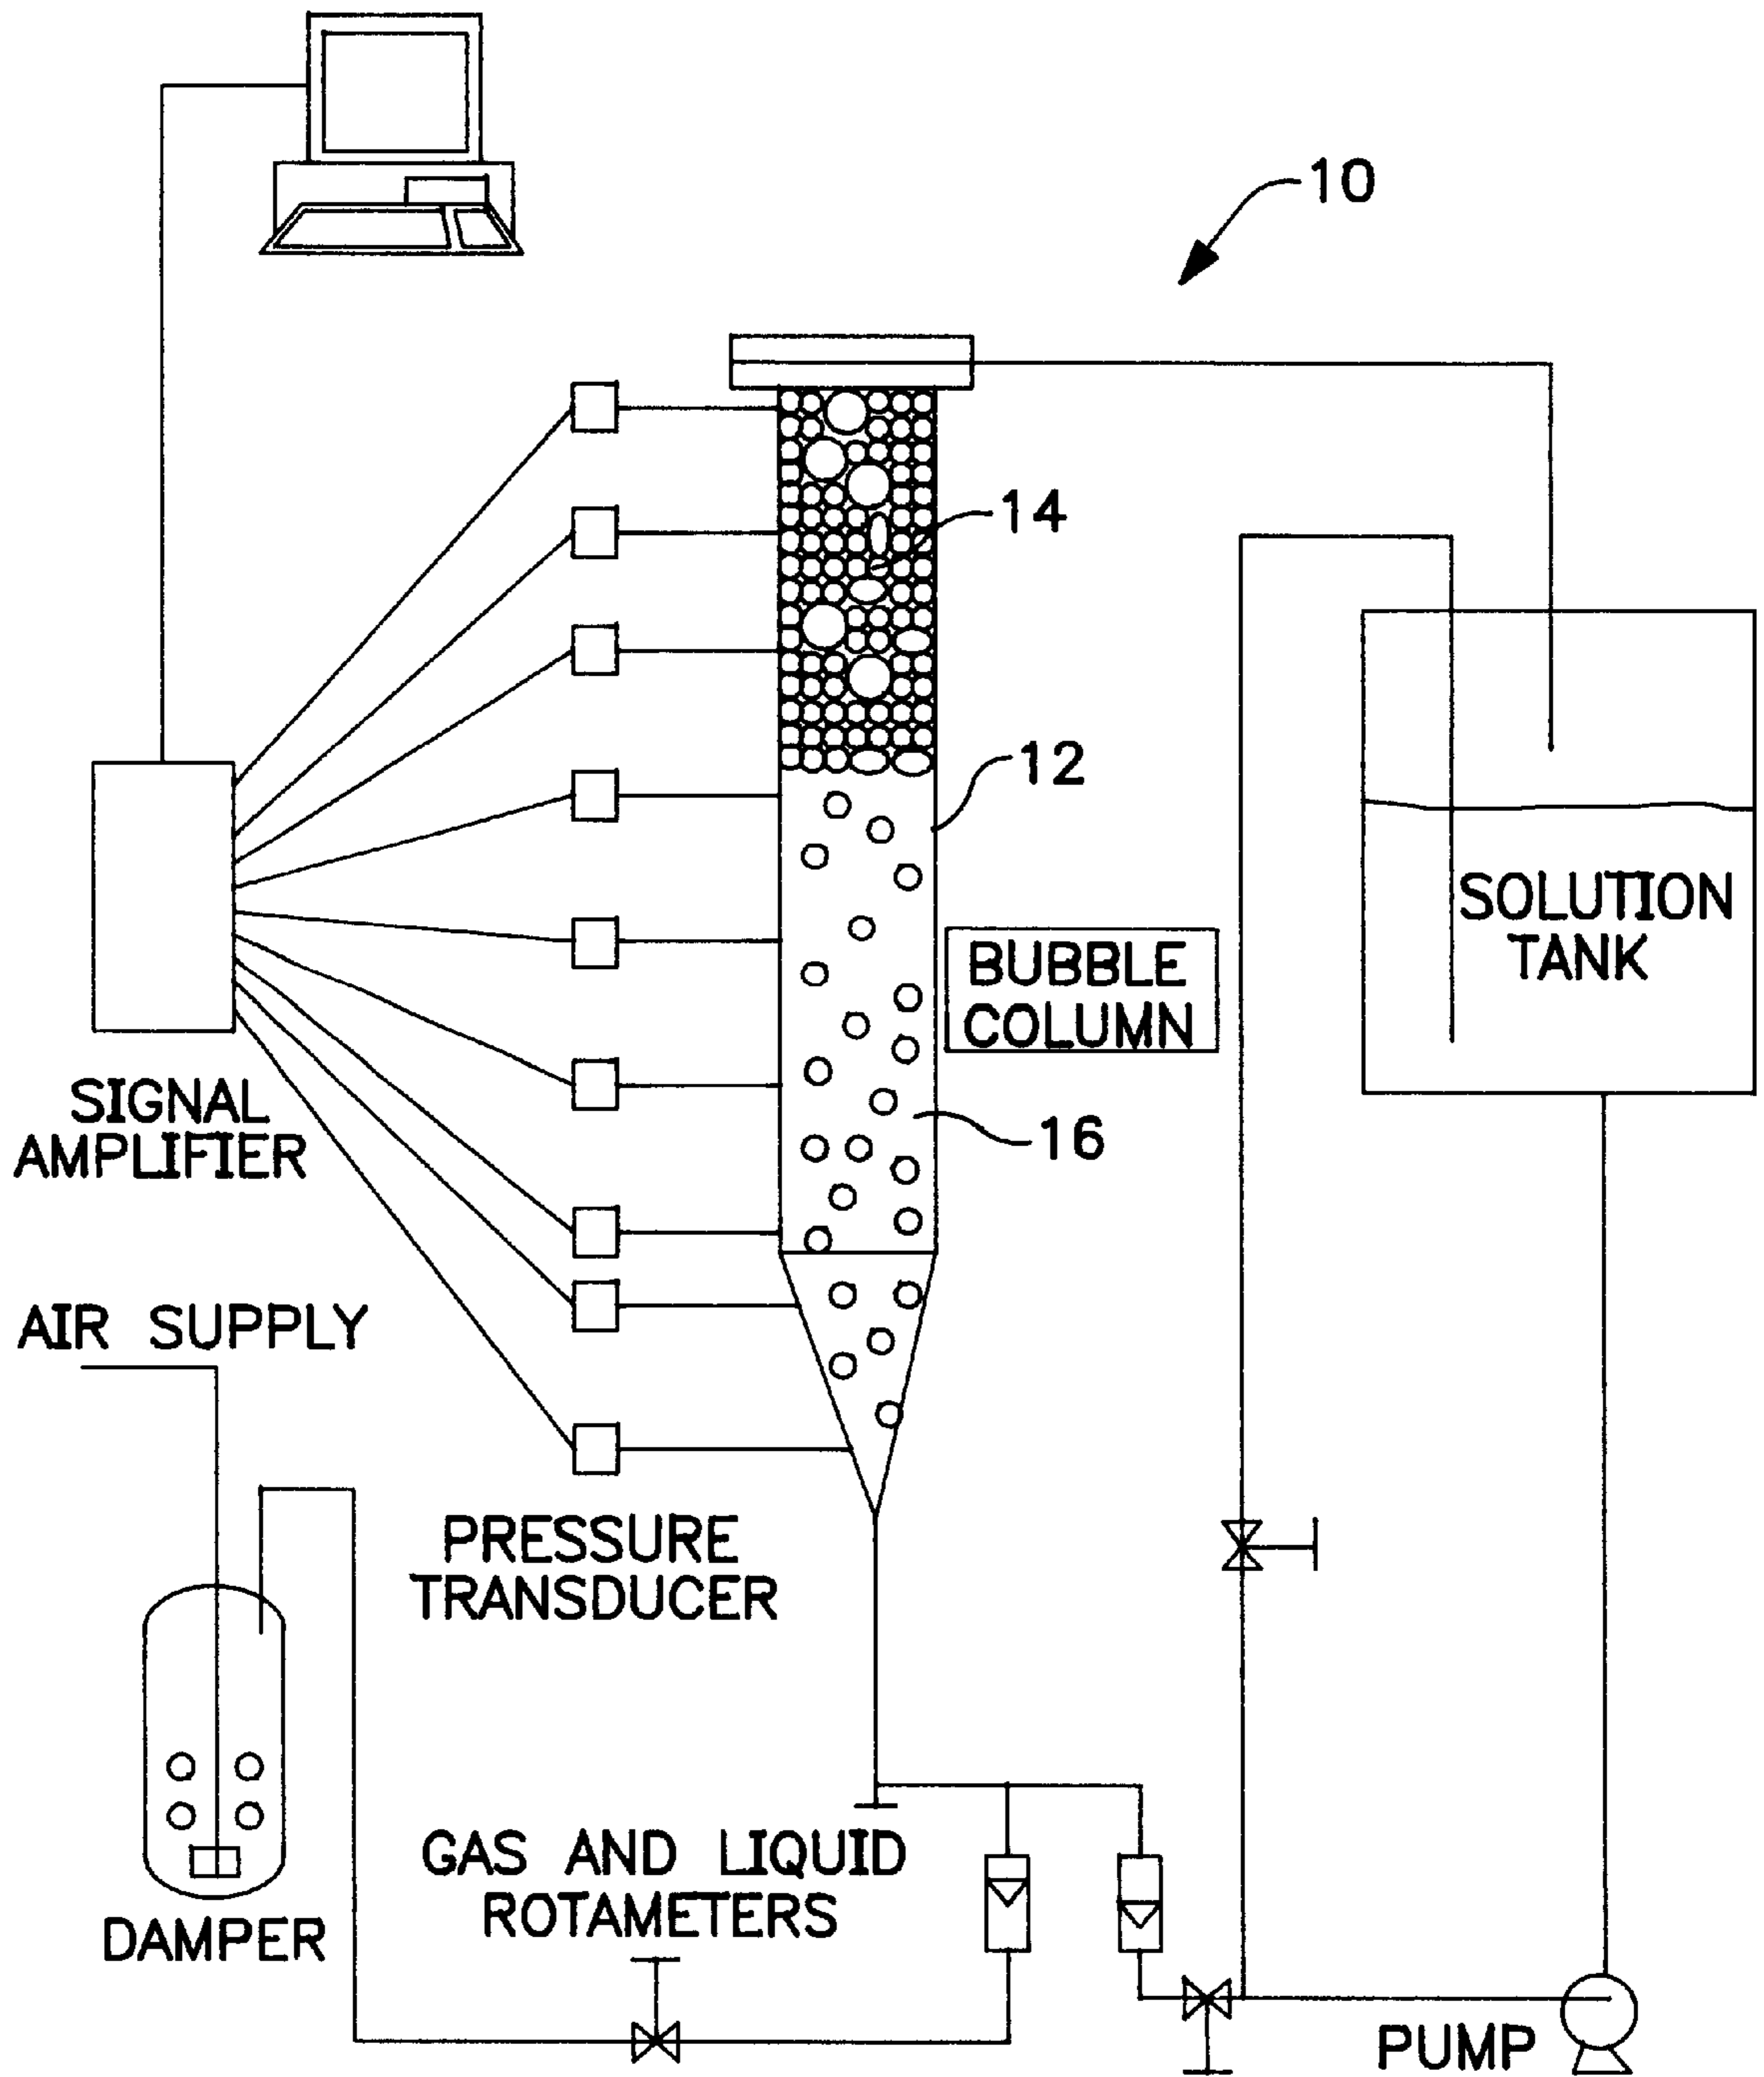 10
14
12
SOLUTION
TANK
BUBBLE
COLUMN
16
SIGNAL
AMPLIFIER
AIR SUPPLY
PRESSURE
TRANSDUCER
GAS AND LIQUID
ROTAMETERS
DAMPER
PUMP